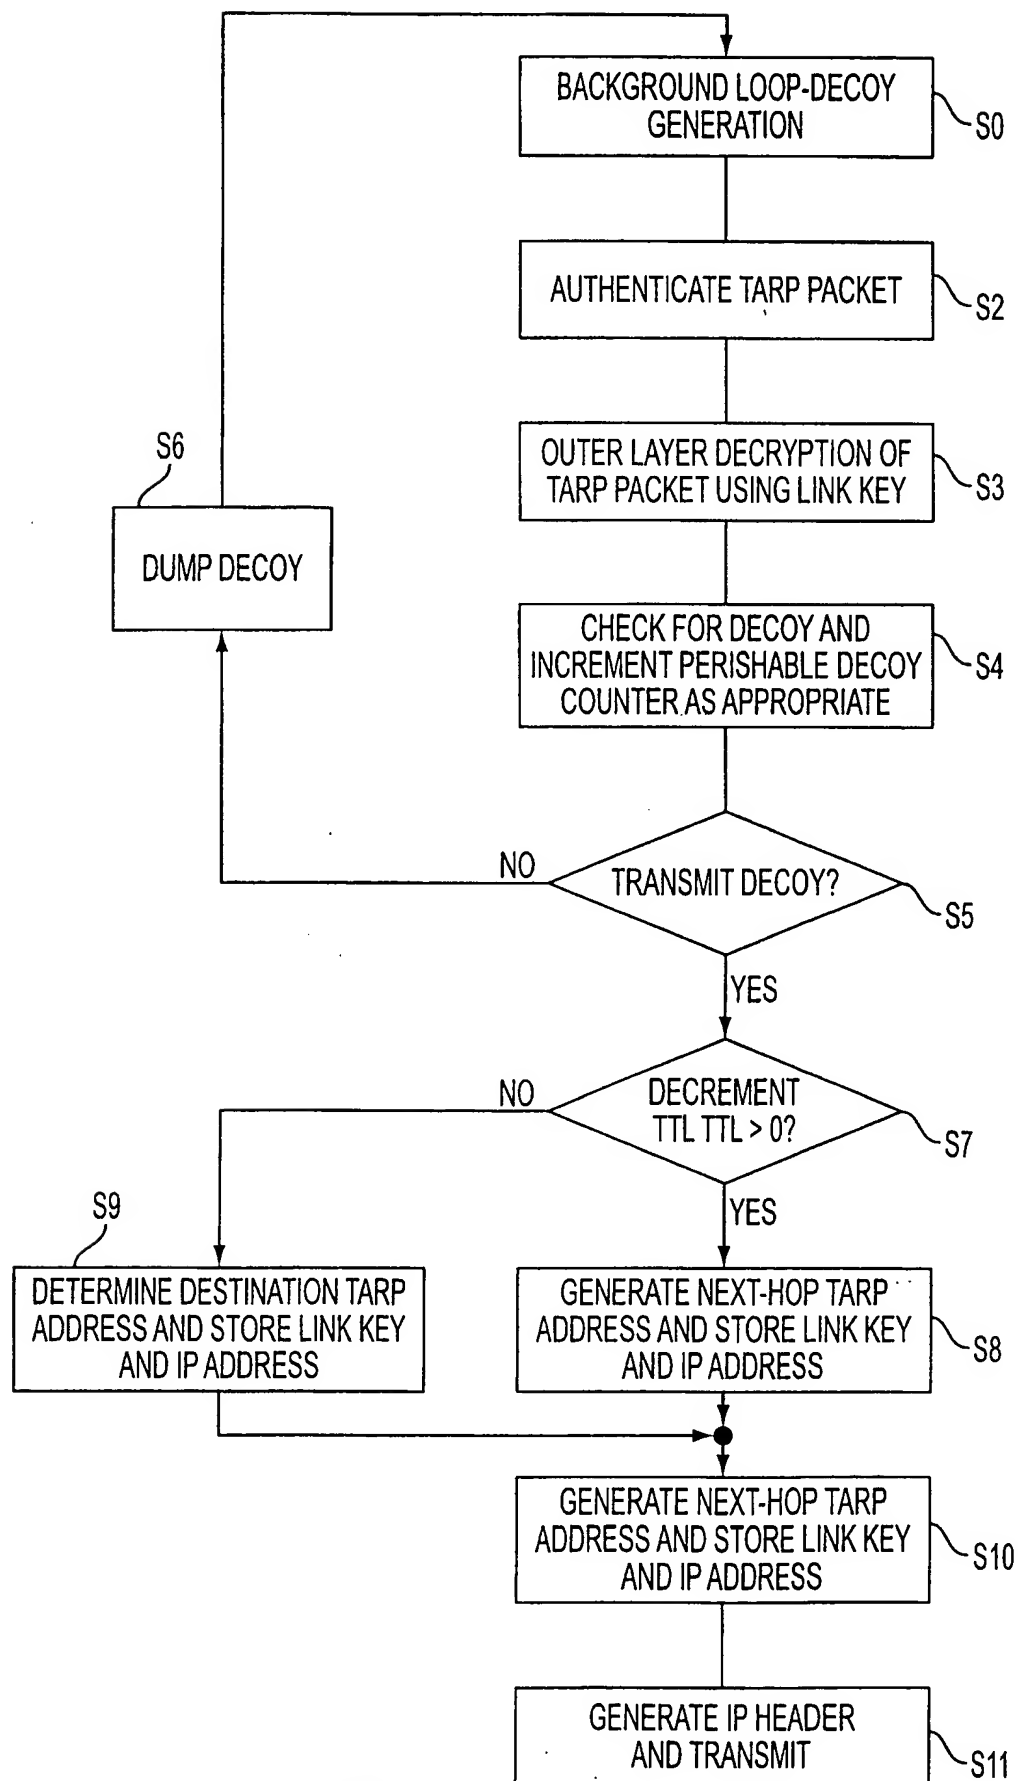 BACKGROUND LOOP-DECOY
GENERATION
S0
AUTHENTICATE TARP PACKET
S2
OUTER LAYER DECRYPTION OF
TARP PACKET USING LINK KEY
S3
S6
DUMP DECOY
CHECK FOR DECOY AND
INCREMENT PERISHABLE DECOY
COUNTER AS APPROPRIATE
S4
NO
TRANSMIT DECOY?
S5
YES
NO
DECREMENT
TTL TTL > 0?
S7
YES
S9
DETERMINE DESTINATION TARP
ADDRESS AND STORE LINK KEY
AND IP ADDRESS
GENERATE NEXT-HOP TARP
ADDRESS AND STORE LINK KEY
AND IP ADDRESS
S8
GENERATE NEXT-HOP TARP
ADDRESS AND STORE LINK KEY
AND IP ADDRESS
S10
GENERATE IP HEADER
AND TRANSMIT
S11